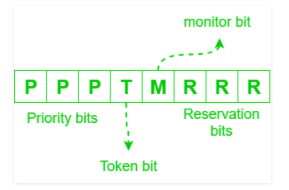 monitor bit
P P P T M R R R
Priority bits
Reservation
bits
Token bit